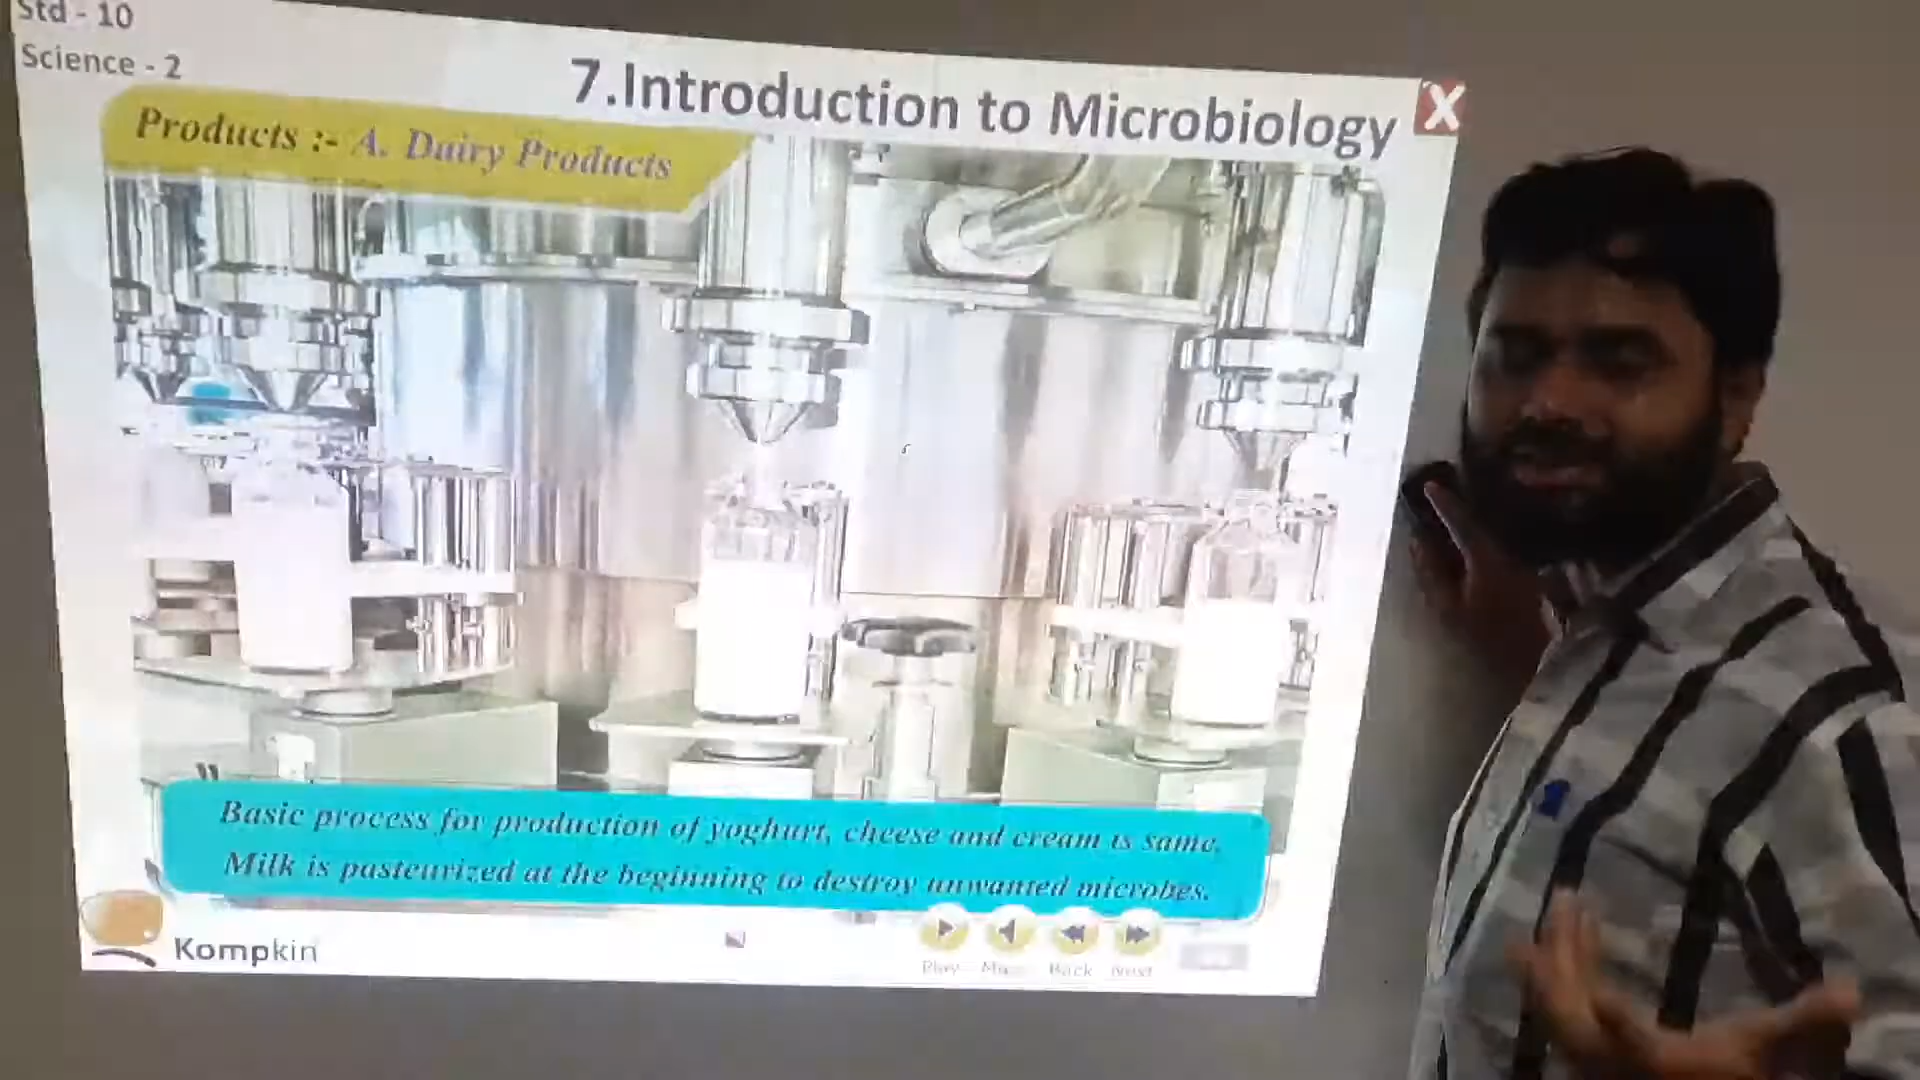 Std - 10
Science - 2
7.Introduction to Microbiology
X
Products :- A. Dairy Products
Basic process for production of yoghurt, cheese and cream is same.
Milk is pasteurized at the beginning to destroy unwanted microbes.
Kompkin
Play Back Next